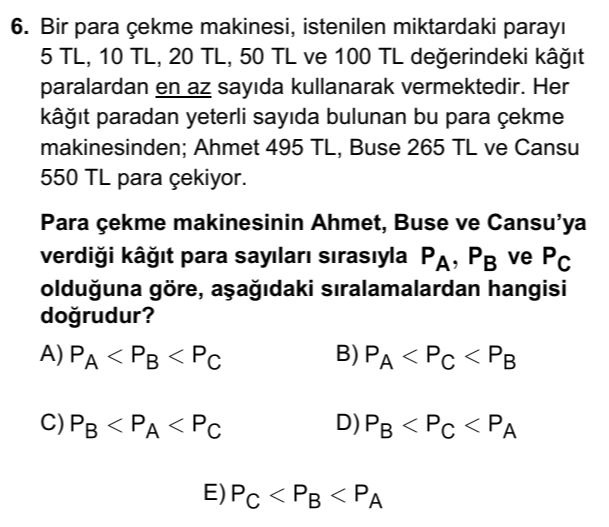 6. Bir para çekme makinesi, istenilen miktardaki parayı
5 TL, 10 TL, 20 TL, 50 TL ve 100 TL değerindeki kâğıt
paralardan en az sayıda kullanarak vermektedir. Her
kâğıt paradan yeterli sayıda bulunan bu para çekme
makinesinden; Ahmet 495 TL, Buse 265 TL ve Cansu
550 TL para çekiyor.
Para çekme makinesinin Ahmet, Buse ve Cansu’ya
verdiği kâğıt para sayıları sırasıyla P_A, P_B ve P_C
olduğuna göre, aşağıdaki sıralamalardan hangisi
doğrudur?
A) P_A < P_B < P_C B) P_A < P_C < P_B
C) P_B < P_A < P_C D) P_B < P_C < P_A
E) P_C < P_B < P_A